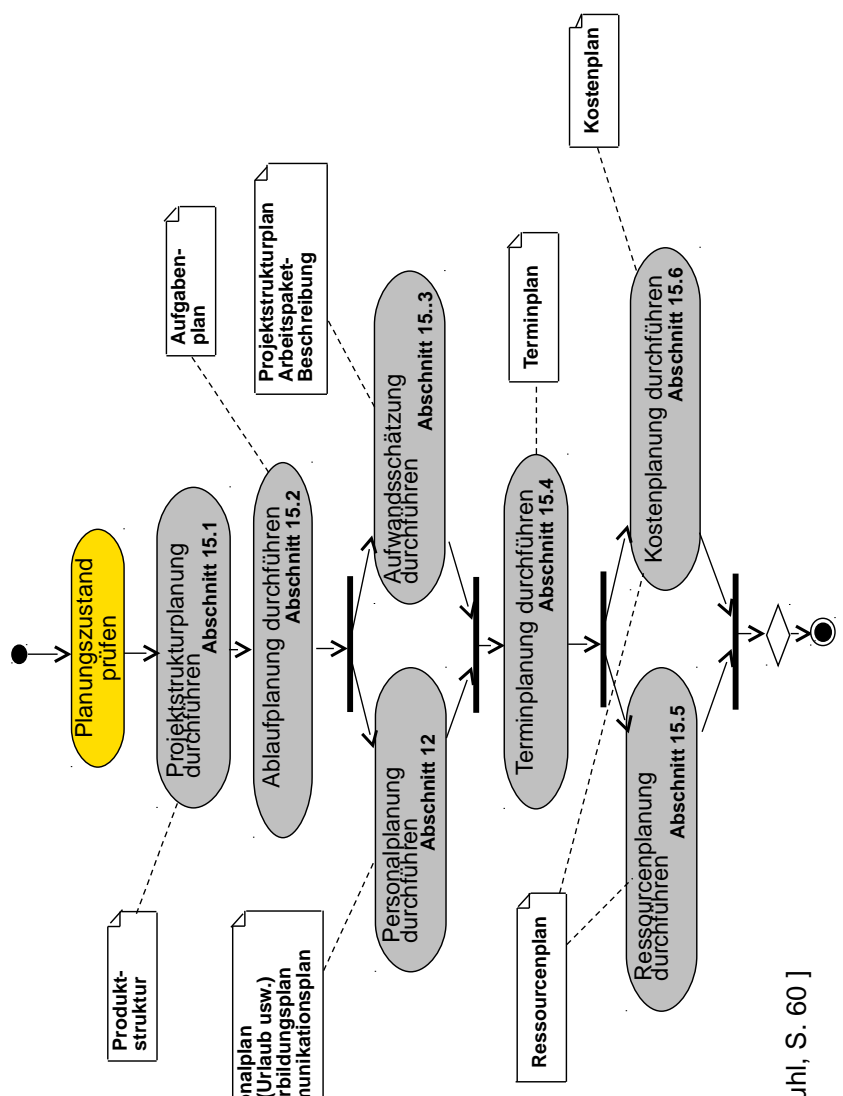 Planungszustand
prüfen
Produkt-
struktur
Projektstrukturplanung
durchführen
Abschnitt 15.1
Aufgaben-
plan
Ablaufplanung durchführen
Abschnitt 15.2
onalplan
(Urlaub usw.)
rbildungsplan
munikationsplan
Projektstrukturplan
Arbeitspaket-
Beschreibung
Personalplanung
durchführen
Abschnitt 12
Aufwandsschätzung
durchführen
Abschnitt 15..3
Terminplan
Terminplanung durchführen
Abschnitt 15.4
Ressourcenplan
Kostenplan
Ressourcenplanung
durchführen
Abschnitt 15.5
Kostenplanung durchführen
Abschnitt 15.6
uhl, S. 60 ]